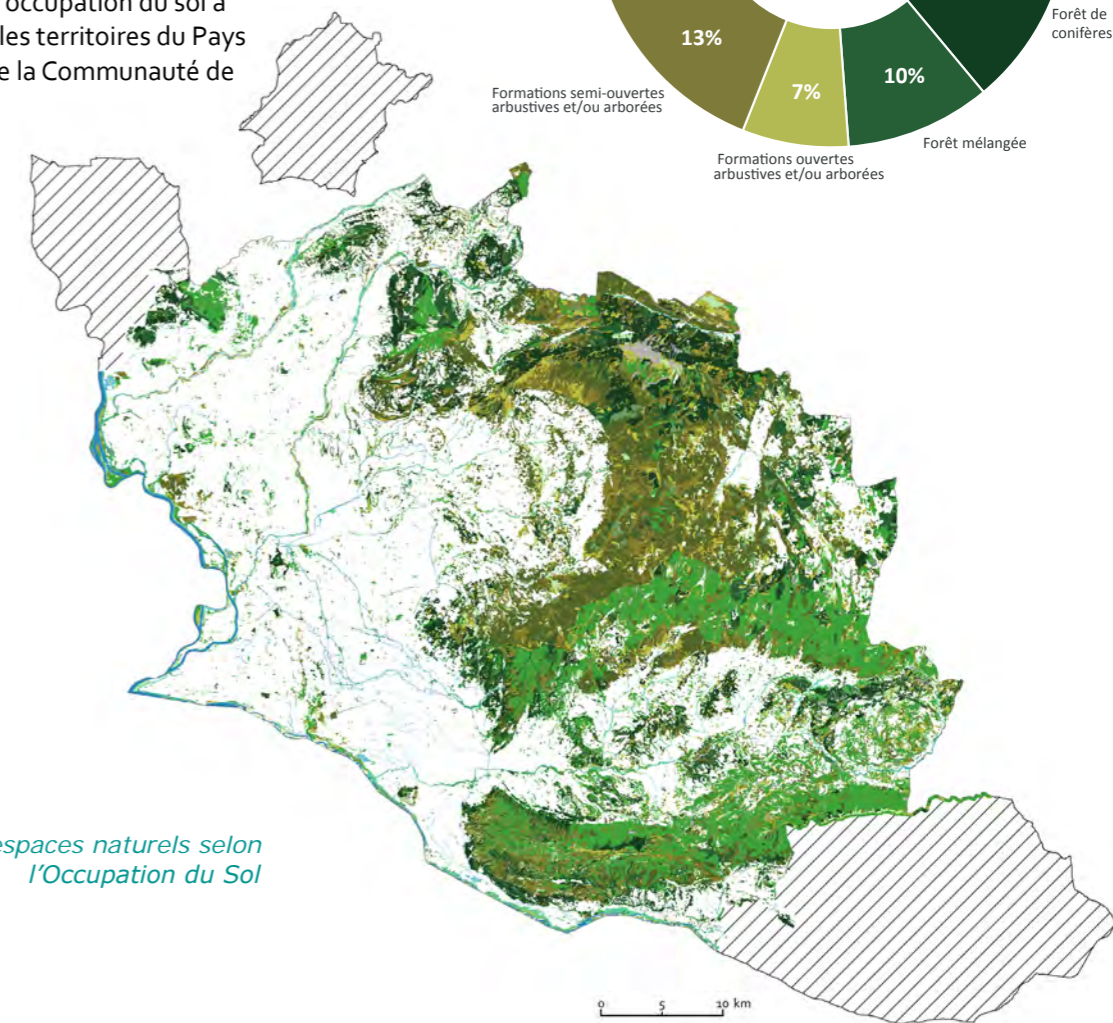 l'occupation du sol à
les territoires du Pays
e la Communauté de
Forêt de
conifères
13%
10%
7%
Formations semi-ouvertes
arbustives et/ou arborées
Forêt mélangée
Formations ouvertes
arbustives et/ou arborées
espaces naturels selon
l'Occupation du Sol
0 5 10 km